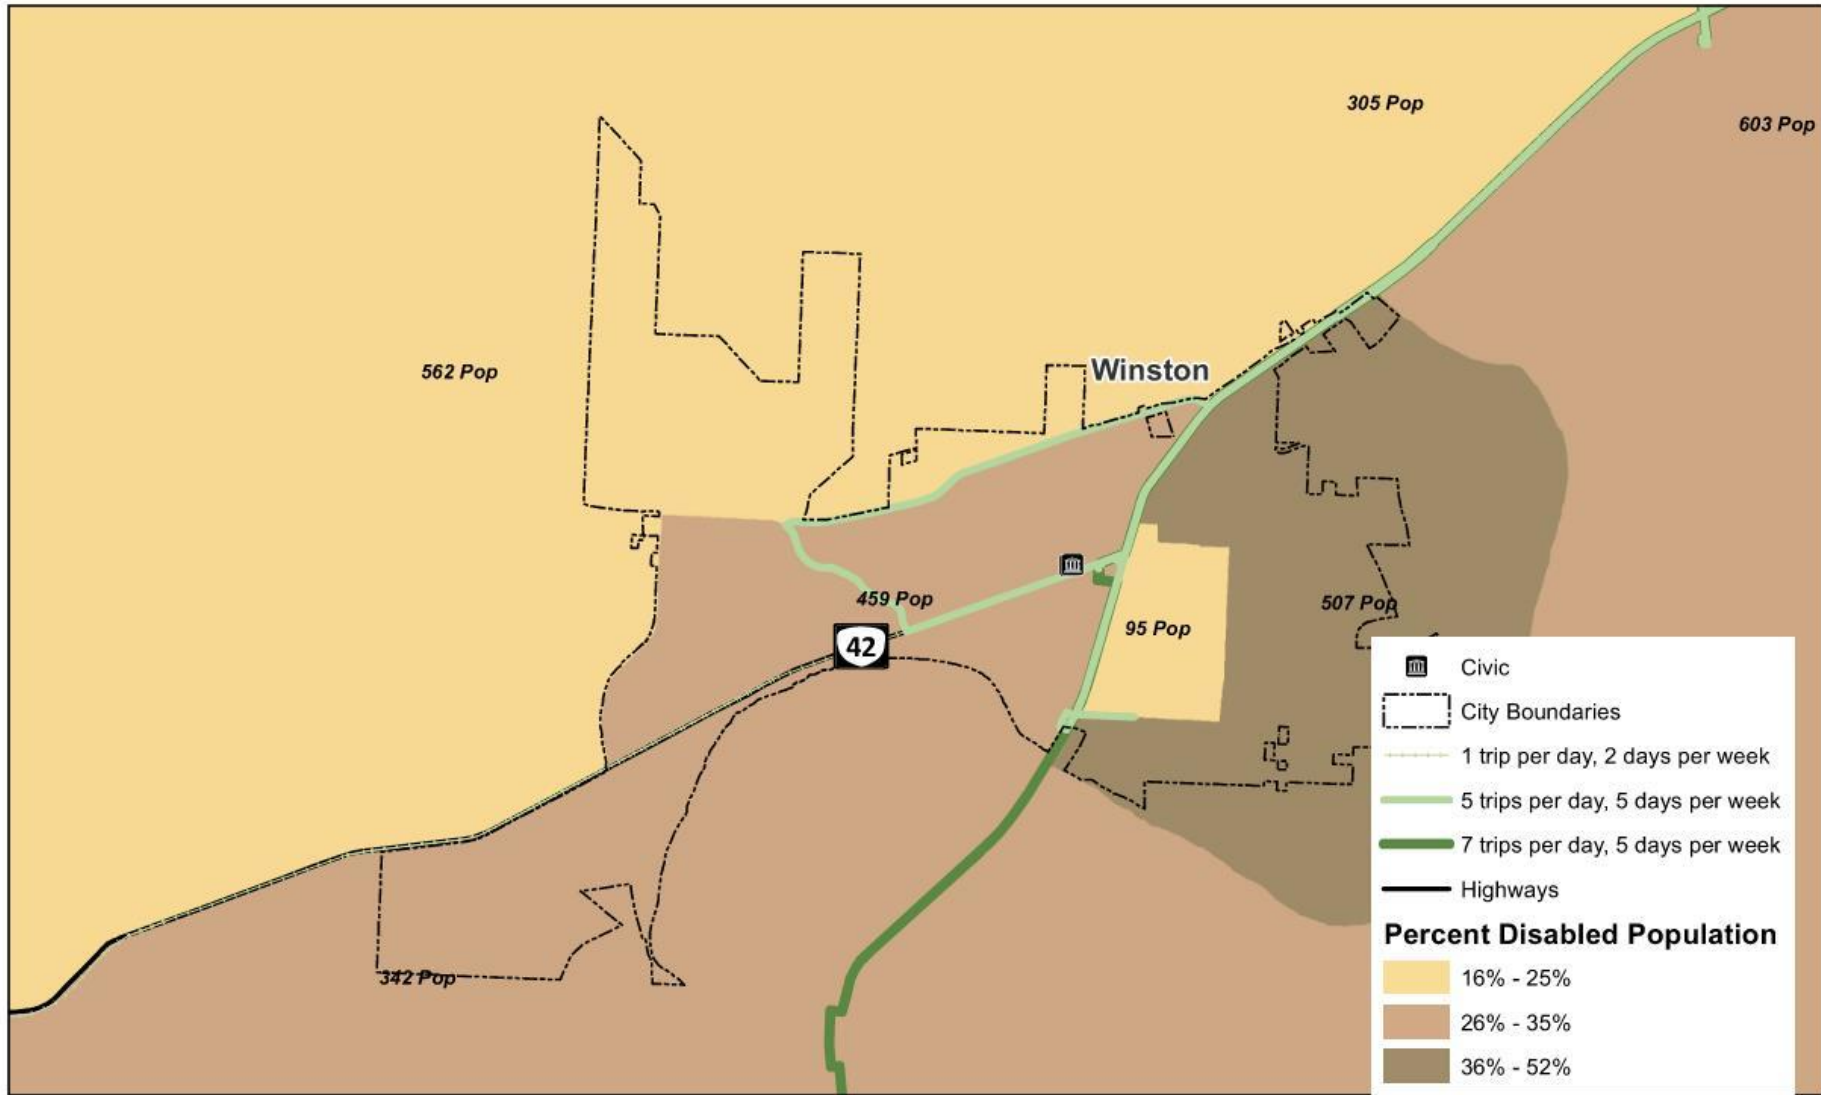 305 Pop
603 Pop
Winston
562 Pop
459 Pop
507 Pop
95 Pop
42
342 Pop
Civic
City Boundaries
1 trip per day, 2 days per week
5 trips per day, 5 days per week
7 trips per day, 5 days per week
Highways
Percent Disabled Population
16% - 25%
26% - 35%
36% - 52%